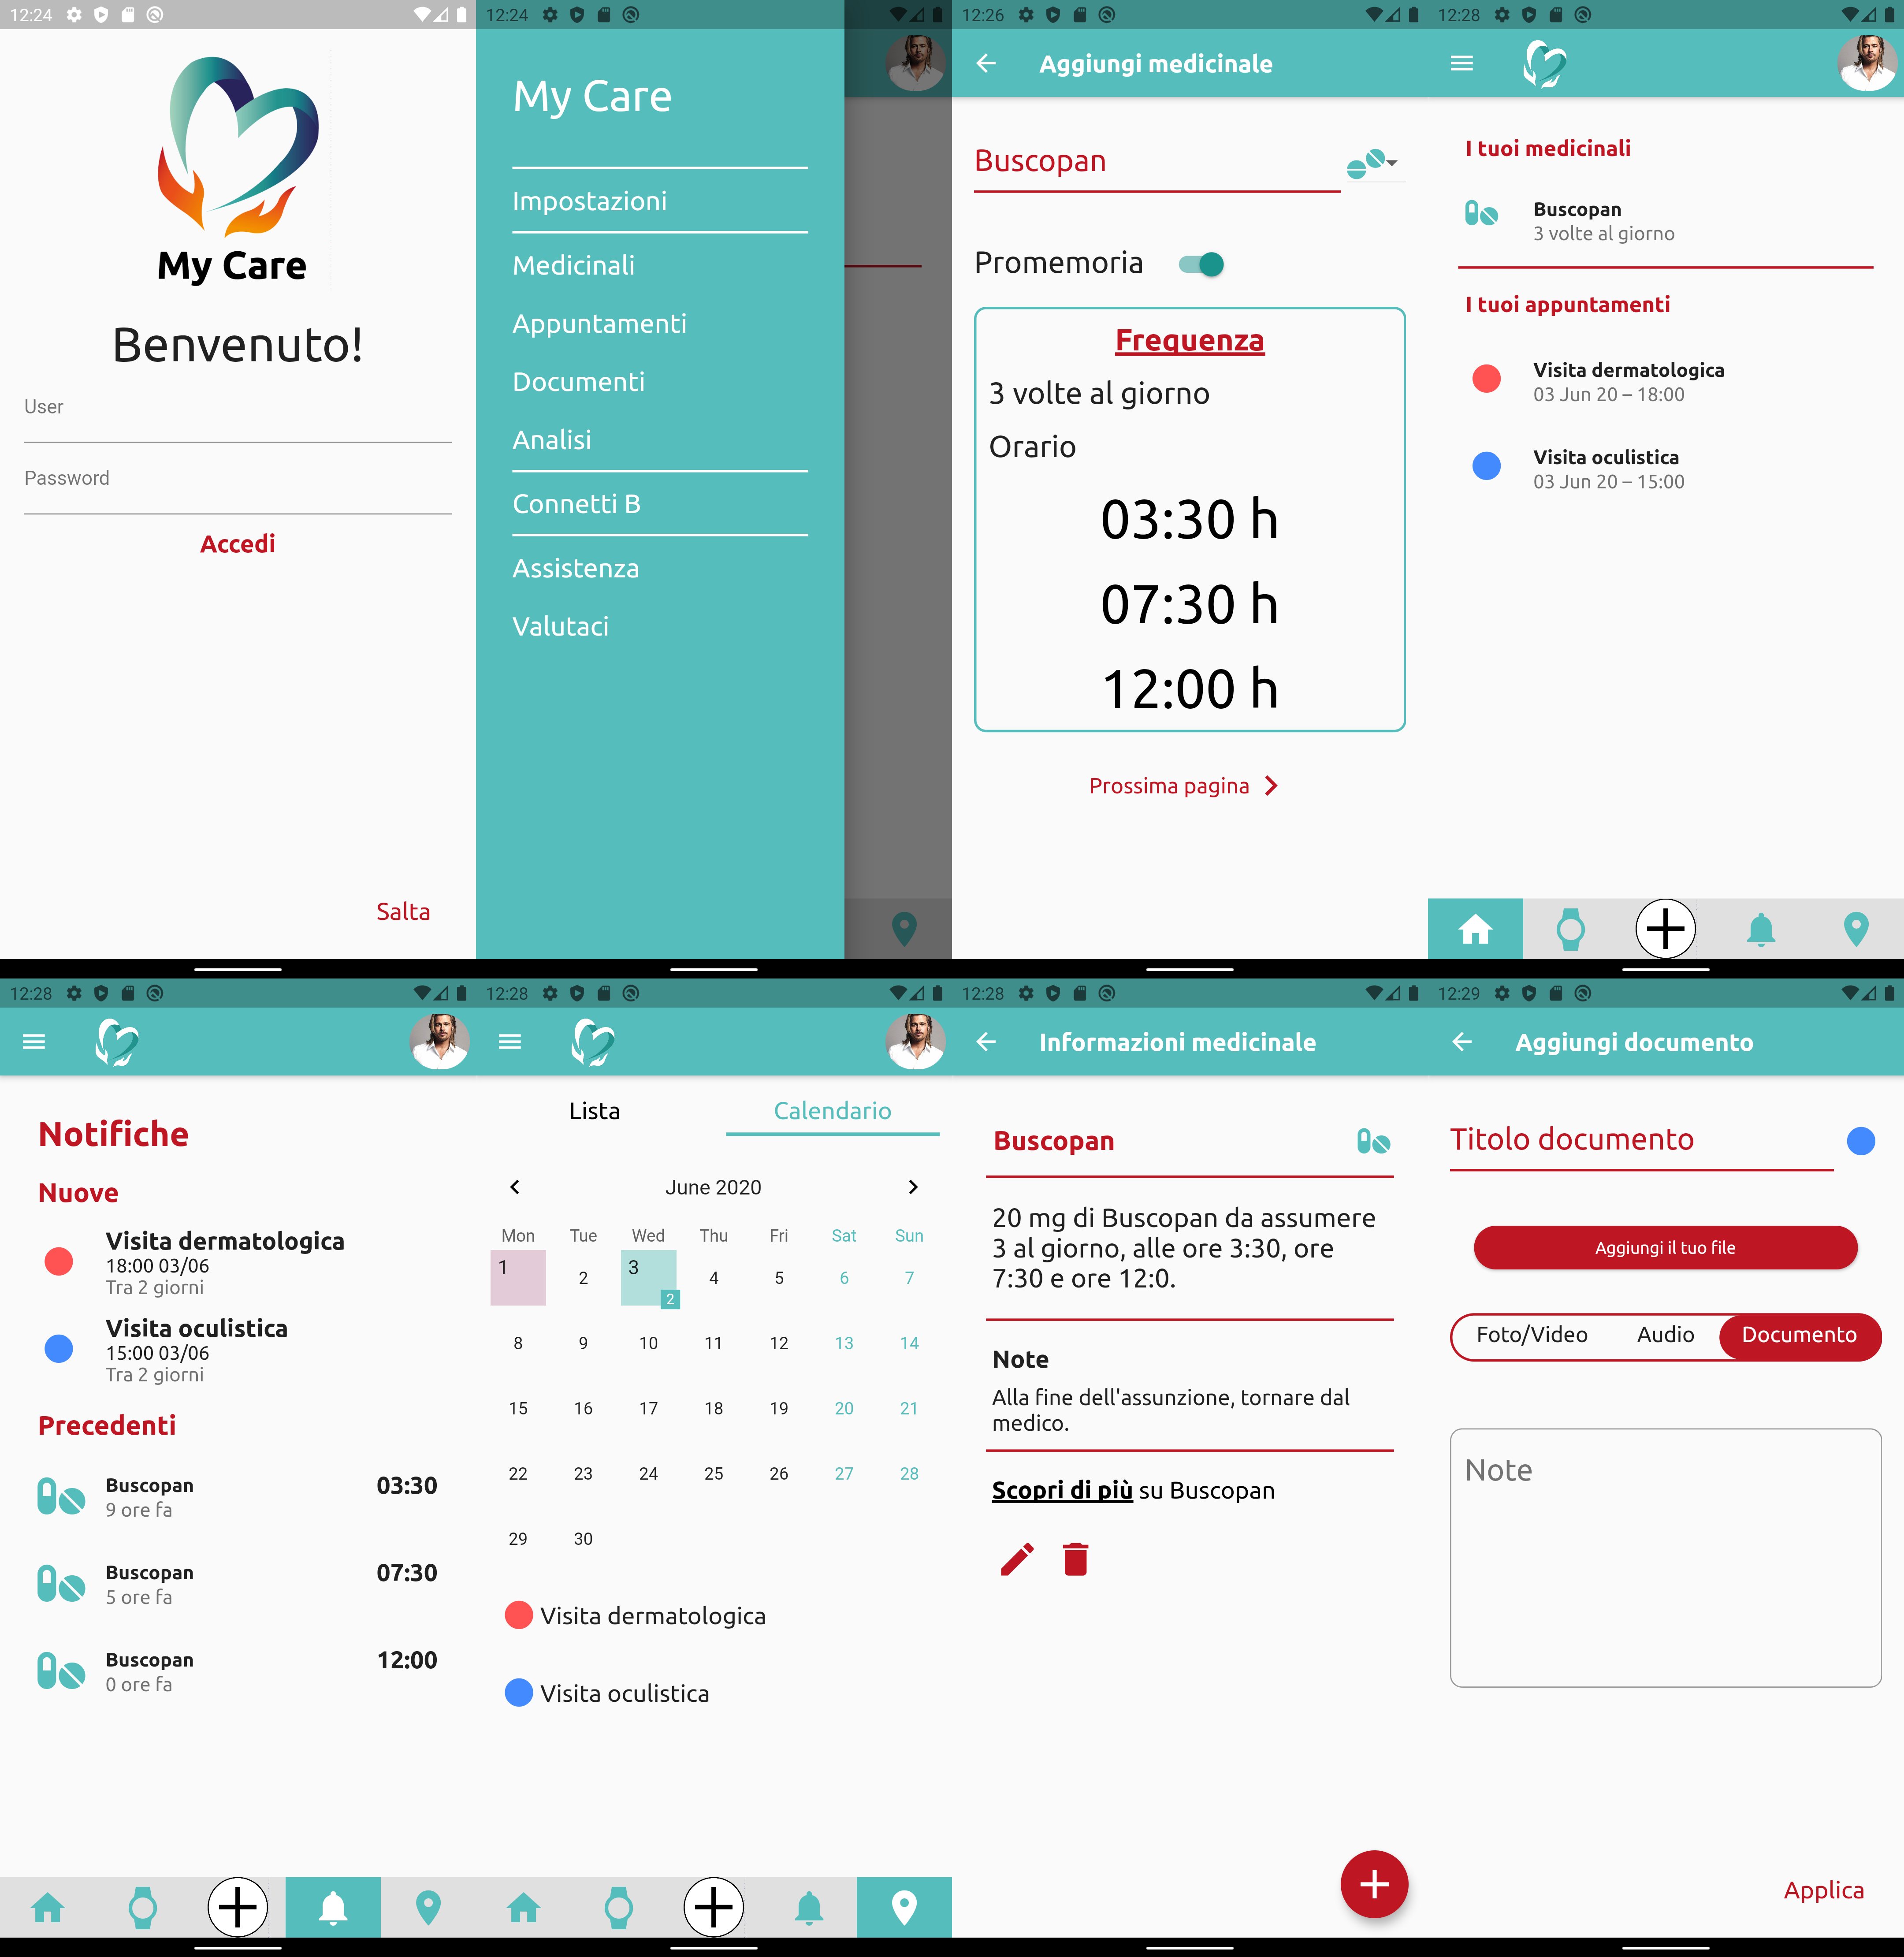 12:24
My Care
Benvenuto!
User
Password
Accedi
Salta
12:24
My Care
Impostazioni
Medicinali
Appuntamenti
Documenti
Analisi
Connetti B
Assistenza
Valutaci
12:26
Aggiungi medicinale
Buscopan
Promemoria
Frequenza
3 volte al giorno
Orario
03:30 h
07:30 h
12:00 h
Prossima pagina
12:28
I tuoi medicinali
Buscopan
3 volte al giorno
I tuoi appuntamenti
Visita dermatologica
03 Jun 20 – 18:00
Visita oculistica
03 Jun 20 – 15:00
12:28
Notifiche
Nuove
Visita dermatologica
18:00 03/06
Tra 2 giorni
Visita oculistica
15:00 03/06
Tra 2 giorni
Precedenti
Buscopan 03:30
9 ore fa
Buscopan 07:30
5 ore fa
Buscopan 12:00
0 ore fa
12:28
Lista Calendario
June 2020
Mon Tue Wed Thu Fri Sat Sun
1 2 3 4 5 6 7
2
8 9 10 11 12 13 14
15 16 17 18 19 20 21
22 23 24 25 26 27 28
29 30
Visita dermatologica
Visita oculistica
12:28
Informazioni medicinale
Buscopan
20 mg di Buscopan da assumere
3 al giorno, alle ore 3:30, ore
7:30 e ore 12:0.
Note
Alla fine dell'assunzione, tornare dal
medico.
Scopri di più su Buscopan
12:29
Aggiungi documento
Titolo documento
Aggiungi il tuo file
Foto/Video Audio Documento
Note
Applica